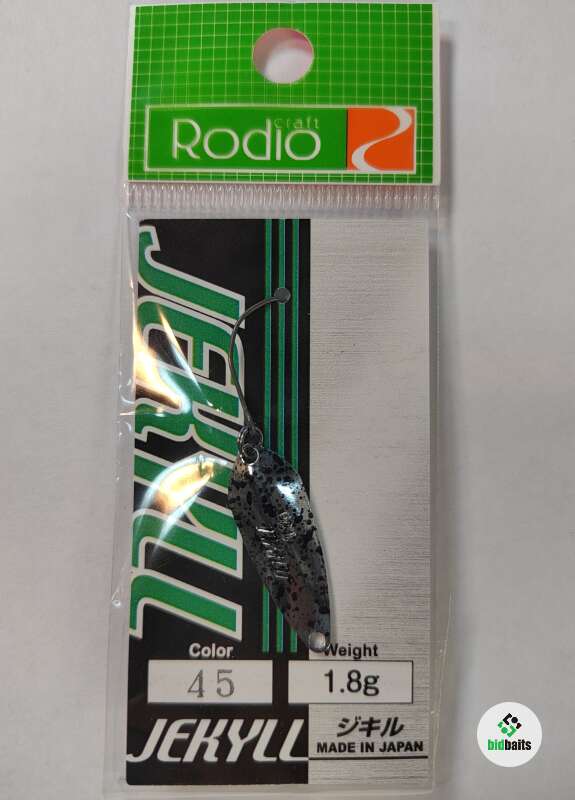 craft
Rodio
JEKYLL
Color
Weight
45
1.8g
JEKYLL
ジキル
MADE IN JAPAN
bidbaits